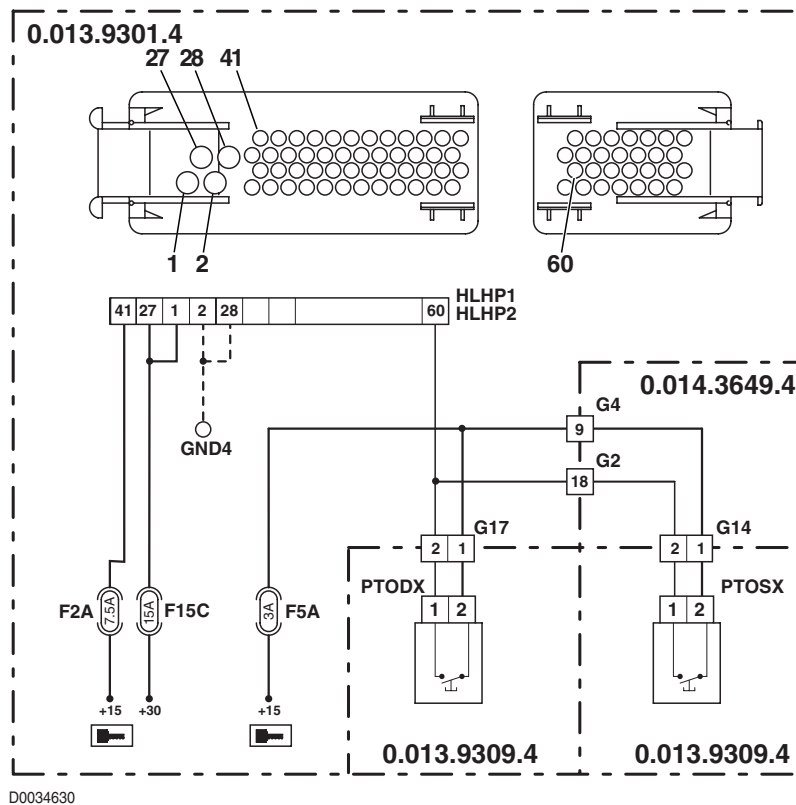 0.013.9301.4
27 28 41
1 2
60
41 27 1 2 28 60
HLHP1
HLHP2
0.014.3649.4
G4
9
GND4
G2
18
G17
G14
2 1
2 1
PTODX
PTOSX
1 2
1 2
F2A
7.5A
15A
F15C
3A
F5A
+15
+30
+15
0.013.9309.4
0.013.9309.4
D0034630